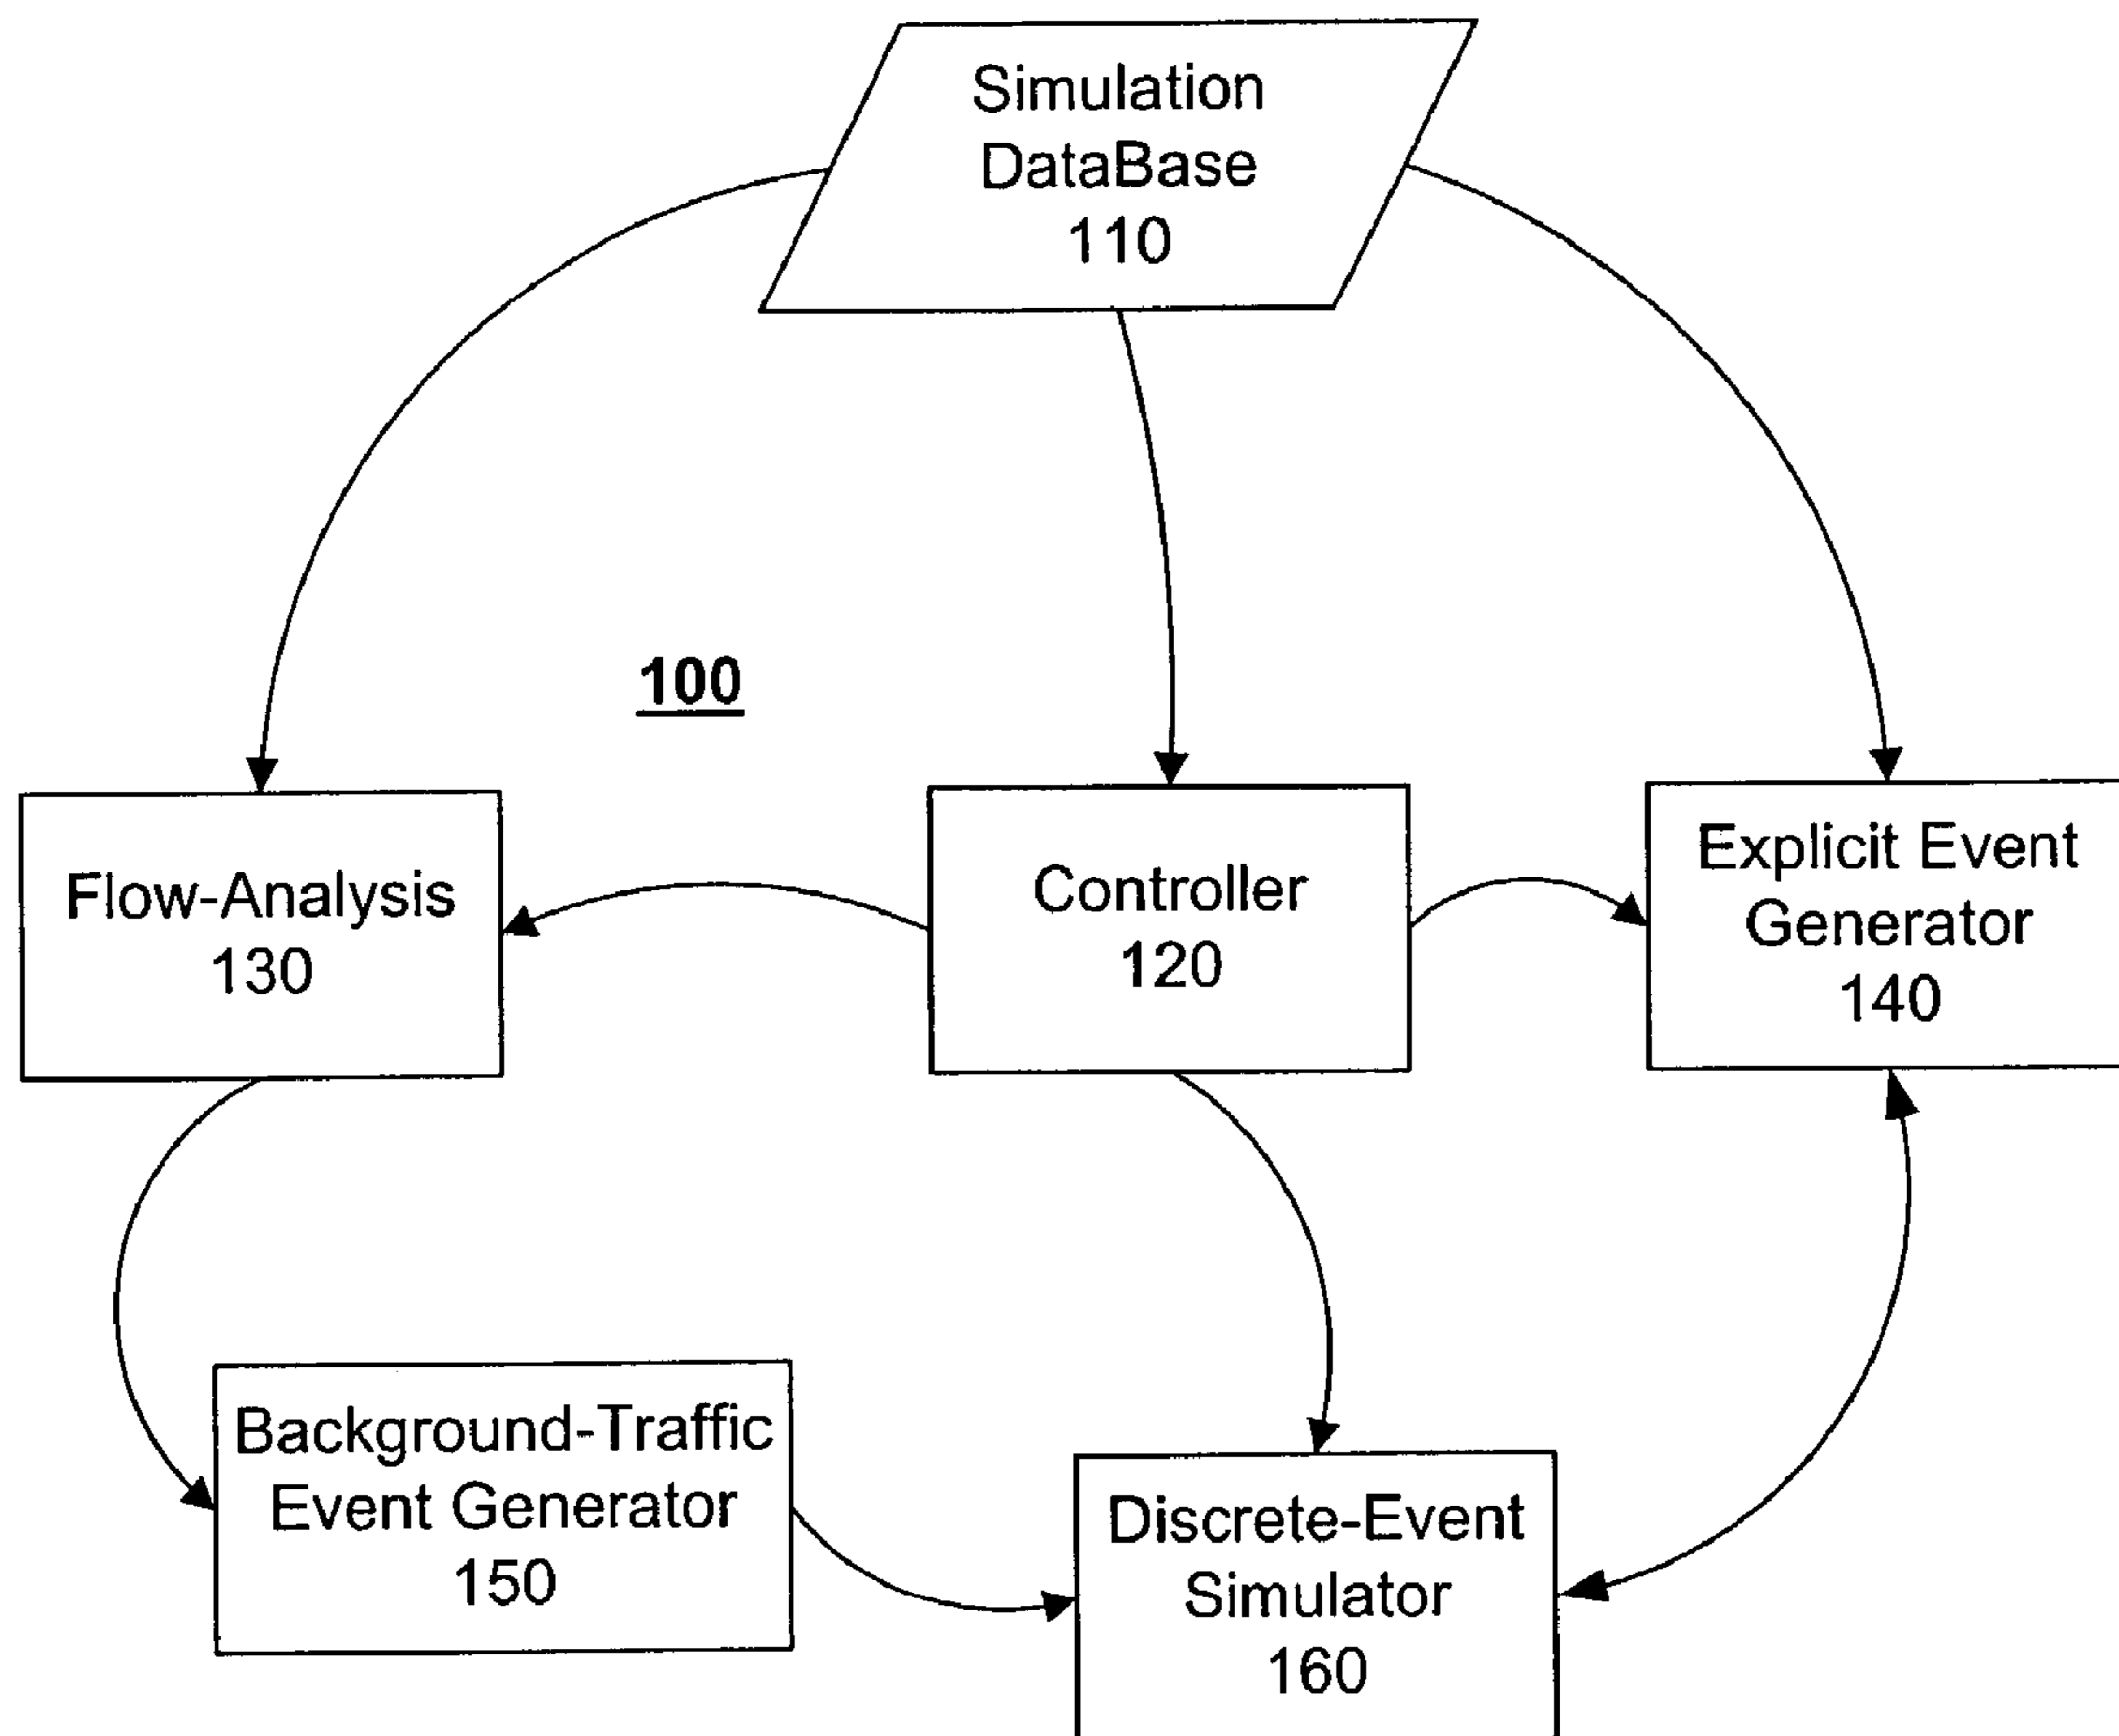 Simulation
DataBase
110
100
Flow-Analysis
130
Controller
120
Explicit Event
Generator
140
Background-Traffic
Event Generator
150
Discrete-Event
Simulator
160